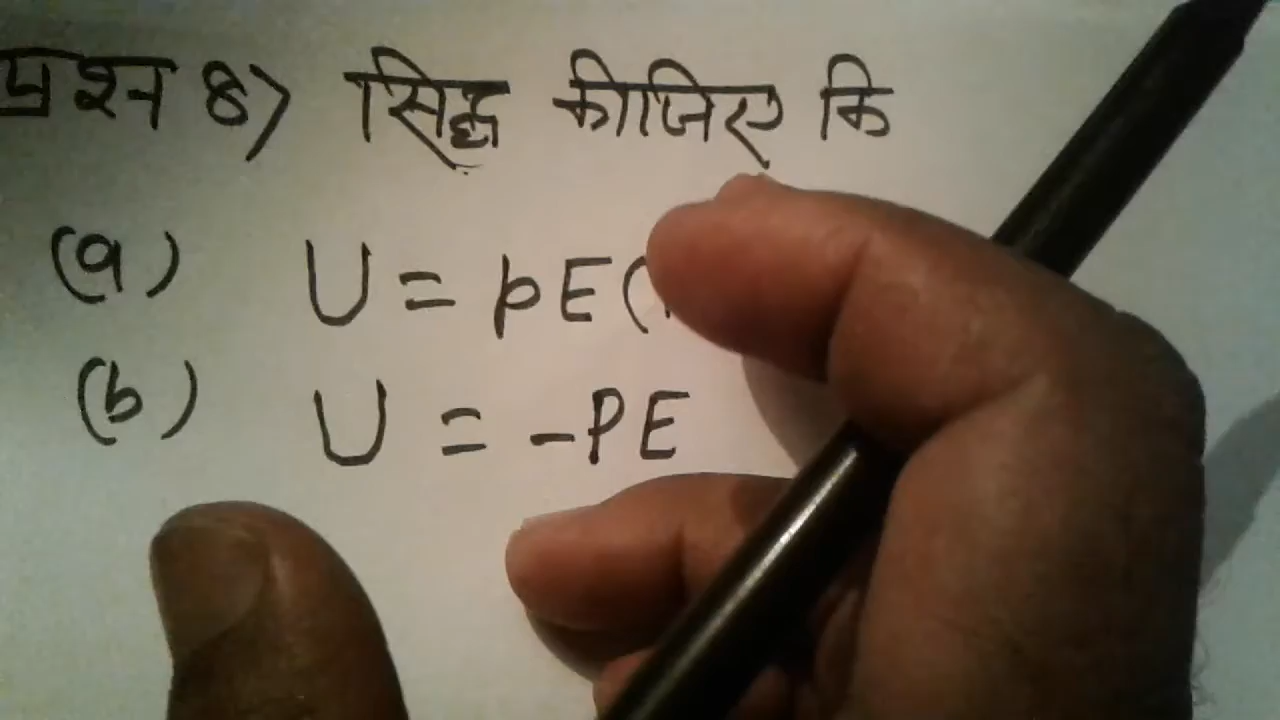 प्रश्न 8> सिद्ध कीजिए कि
(a) U = pE(
(b) U = -PE